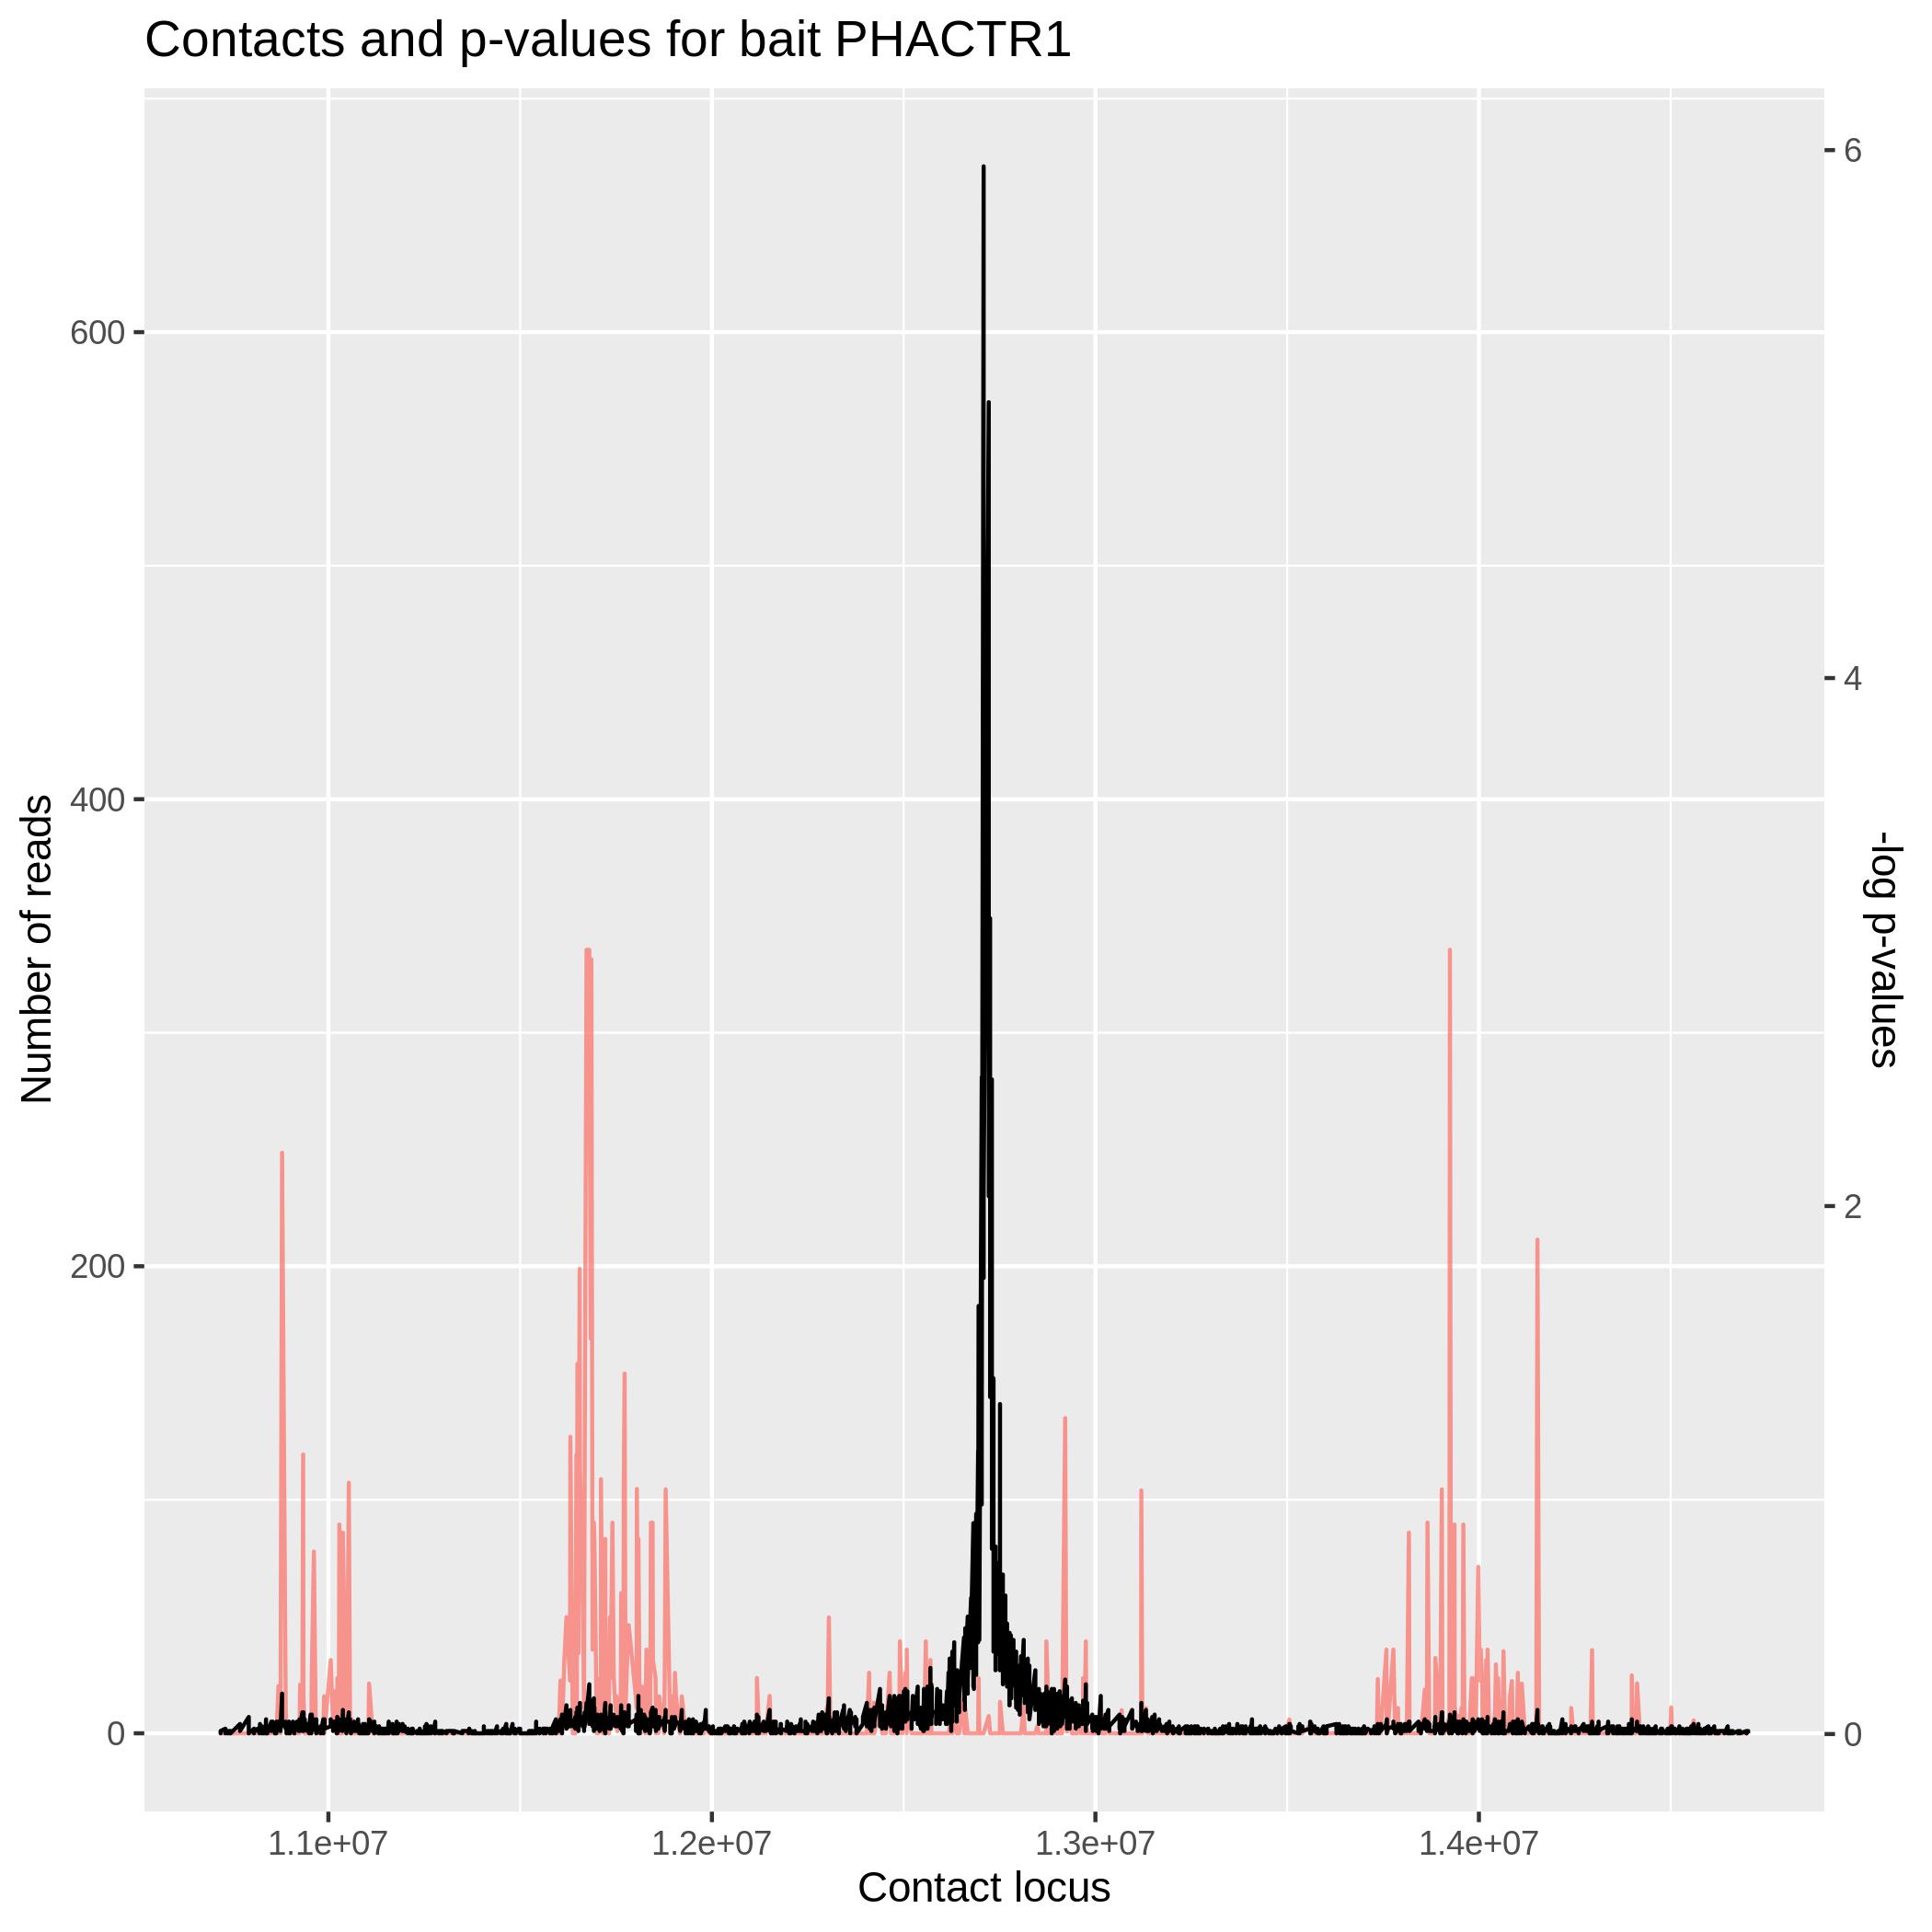 Contacts and p-values for bait PHACTR1
6
600
4
400
2
200
0
0
Number of reads
-log p-values
1.1e+07 1.2e+07 1.3e+07 1.4e+07
Contact locus